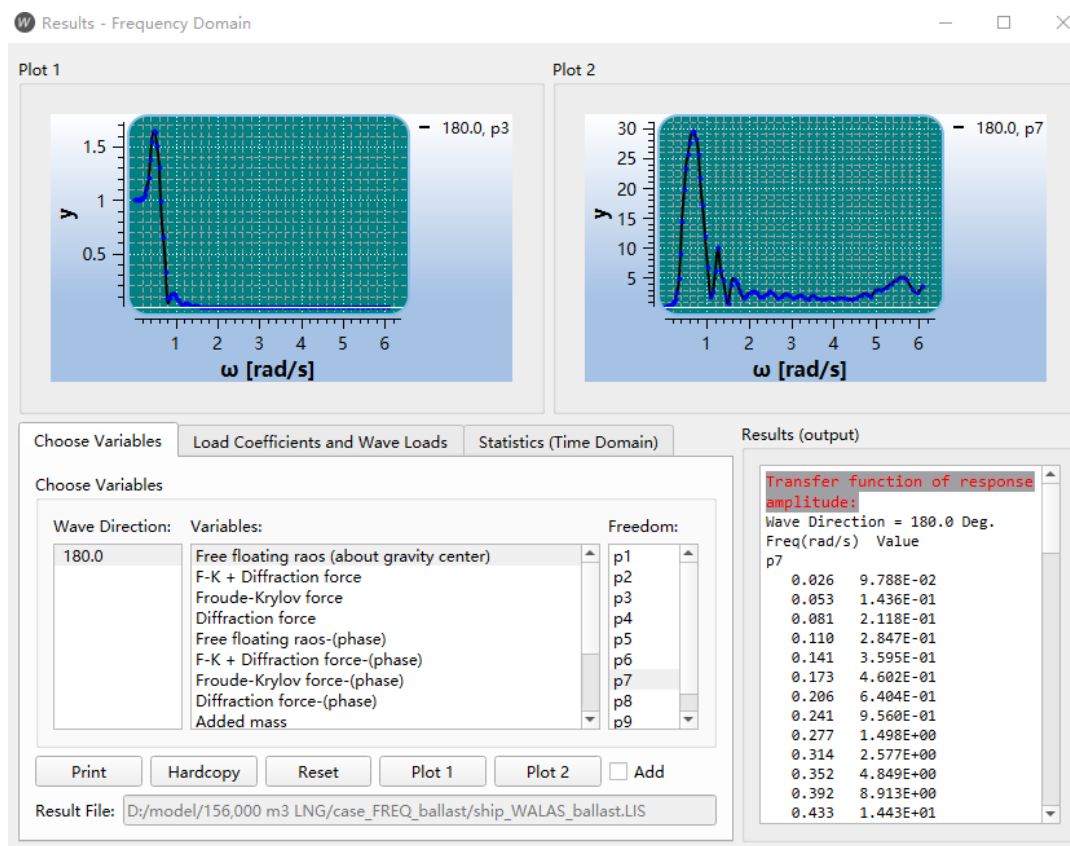 Results - Frequency Domain
Plot 1
Plot 2
180.0, p3
1.5
1
0.5
y
1 2 3 4 5 6
ω [rad/s]
180.0, p7
30
25
20
15
10
5
y
1 2 3 4 5 6
ω [rad/s]
Choose Variables
Load Coefficients and Wave Loads
Statistics (Time Domain)
Choose Variables
Wave Direction:
180.0
Variables:
Free floating raos (about gravity center)
F-K + Diffraction force
Froude-Krylov force
Diffraction force
Free floating raos-(phase)
F-K + Diffraction force-(phase)
Froude-Krylov force-(phase)
Diffraction force-(phase)
Added mass
Freedom:
p1
p2
p3
p4
p5
p6
p7
p8
p9
Print
Hardcopy
Reset
Plot 1
Plot 2
Add
Result File: D:/model/156,000 m3 LNG/case_FREQ_ballast/ship_WALAS_ballast.LIS
Results (output)
Transfer function of response
amplitude:
Wave Direction = 180.0 Deg.
Freq(rad/s) Value
p7
0.026 9.788E-02
0.053 1.436E-01
0.081 2.118E-01
0.110 2.847E-01
0.141 3.595E-01
0.173 4.602E-01
0.206 6.404E-01
0.241 9.560E-01
0.277 1.498E+00
0.314 2.577E+00
0.352 4.849E+00
0.392 8.913E+00
0.433 1.443E+01